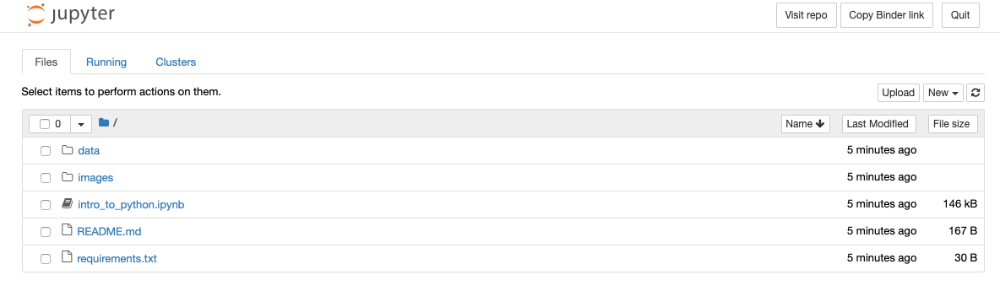 jupyter Visit repo Copy Binder link Quit
Files Running Clusters
Select items to perform actions on them. Upload New
0 / Name Last Modified File size
data 5 minutes ago
images 5 minutes ago
intro_to_python.ipynb 5 minutes ago 146 kB
README.md 5 minutes ago 167 B
requirements.txt 5 minutes ago 30 B